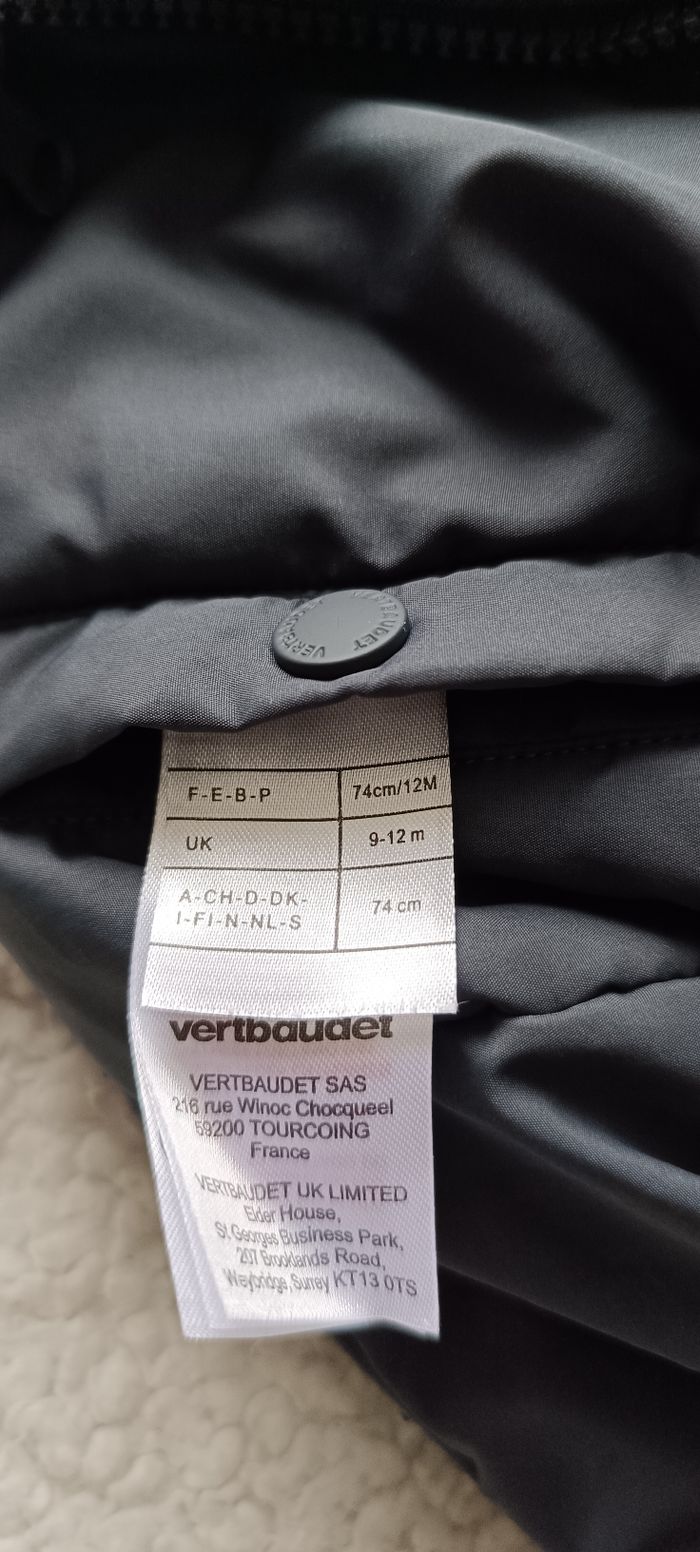 VERTBAUDET VERTBAUDET
F-E-B-P 74cm/12M
UK 9-12 m
A-CH-D-DK-
I-FI-N-NL-S 74 cm
vertbaudet
VERTBAUDET SAS
216 rue Winoc Chocqueel
59200 TOURCOING
France
VERTBAUDET UK LIMITED
Elder House,
St Georges Business Park,
207 Brooklands Road,
Weybridge, Surrey KT13 0TS